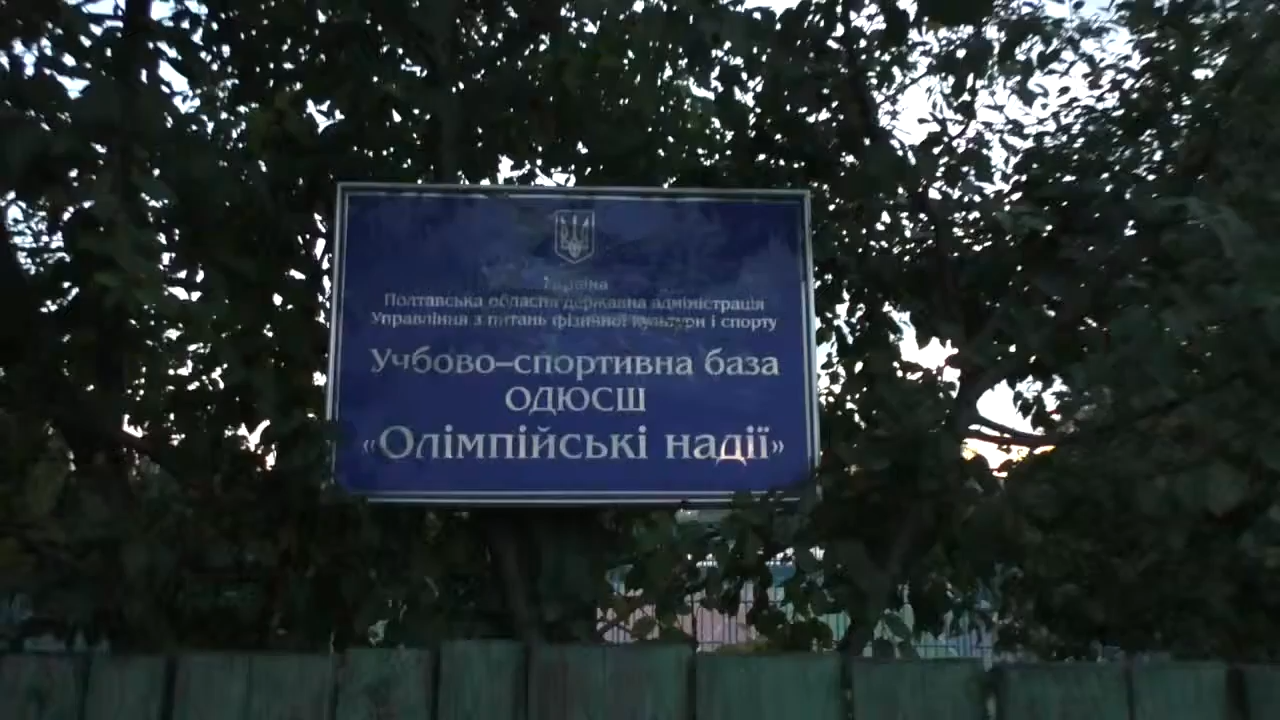 Україна
Полтавська обласна державна адміністрація
Управління з питань фізичної культури і спорту
Учбово–спортивна база
ОДЮСШ
«Олімпійські надії»